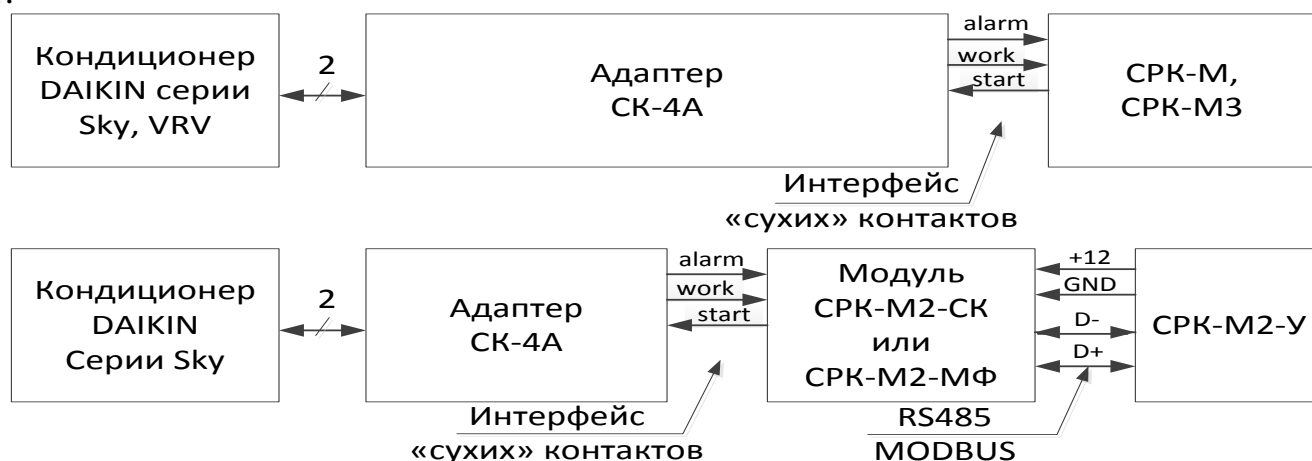 Кондиционер
DAIKIN серии
Sky, VRV
2
Адаптер
СК-4А
alarm
work
start
СРК-М,
СРК-М3
Интерфейс
«сухих» контактов
Кондиционер
DAIKIN
Серии Sky
2
Адаптер
СК-4А
alarm
work
start
Модуль
СРК-М2-СК
или
СРК-М2-МФ
+12
GND
D-
D+
СРК-М2-У
Интерфейс
«сухих» контактов
RS485
MODBUS